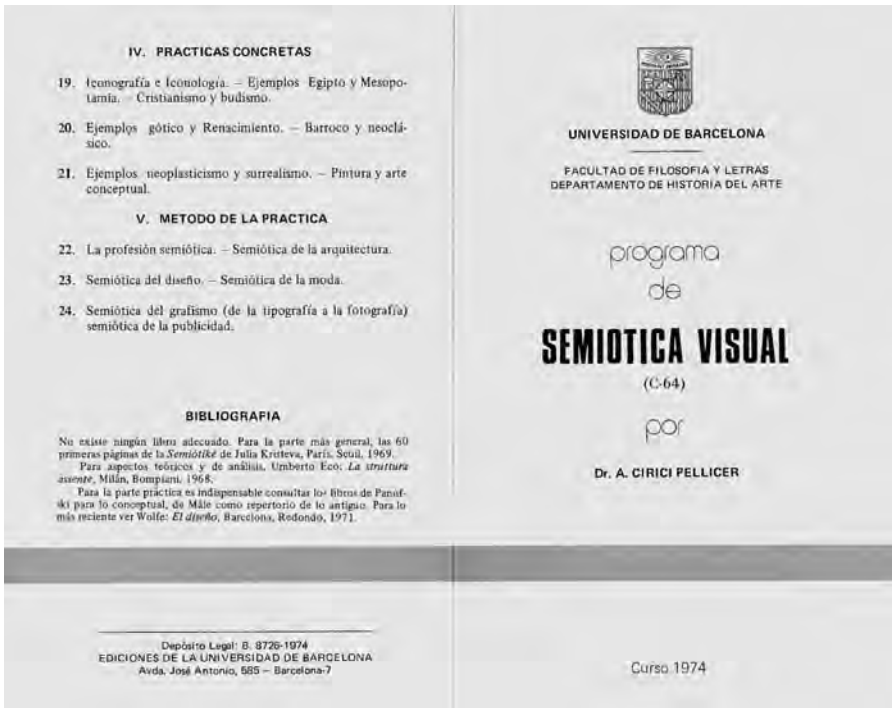 IV. PRACTICAS CONCRETAS
19. Iconografía e Iconología. – Ejemplos Egipto y Mesopo-
tamia. – Cristianismo y budismo.
20. Ejemplos gótico y Renacimiento. – Barroco y neoclá-
sico.
21. Ejemplos neoplasticismo y surrealismo. – Pintura y arte
conceptual.
V. METODO DE LA PRACTICA
22. La profesión semiótica. – Semiótica de la arquitectura.
23. Semiótica del diseño. – Semiótica de la moda.
24. Semiótica del grafismo (de la tipografía a la fotografía)
semiótica de la publicidad.
BIBLIOGRAFIA
No existe ningún libro adecuado. Para la parte más general, las 60
primeras páginas de la Semiótiké de Julia Kristeva, París, Seuil, 1969.
Para aspectos teóricos y de análisis, Umberto Eco: La struttura
assente, Milán, Bompiani, 1968.
Para la parte práctica es indispensable consultar los libros de Panof-
ski para lo conceptual, de Mâle como repertorio de lo antiguo. Para lo
más reciente ver Wolfe: El diseño, Barcelona, Redondo, 1971.
Depósito Legal: B. 8726-1974
EDICIONES DE LA UNIVERSIDAD DE BARCELONA
Avda. José Antonio, 585 – Barcelona-7
UNIVERSIDAD DE BARCELONA
FACULTAD DE FILOSOFIA Y LETRAS
DEPARTAMENTO DE HISTORIA DEL ARTE
programa
de
SEMIOTICA VISUAL
(C-64)
por
Dr. A. CIRICI PELLICER
Curso 1974